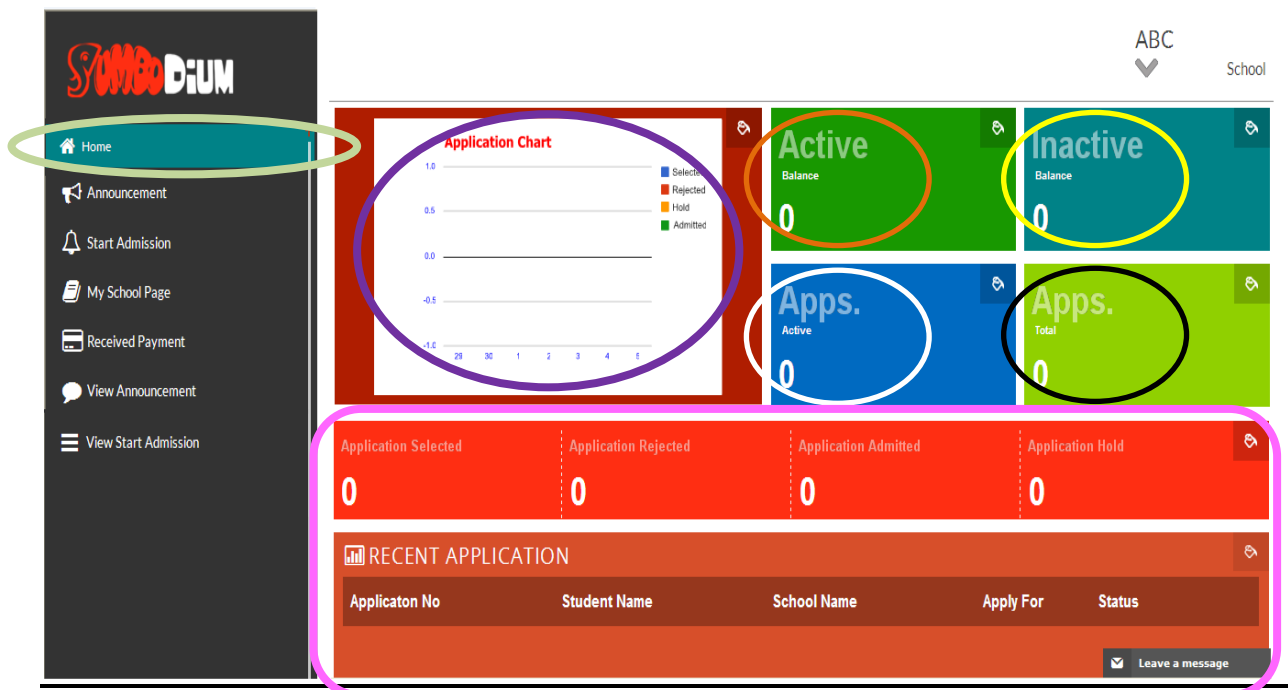 SUMBODiUM
ABC
School
Home
Announcement
Start Admission
My School Page
Received Payment
View Announcement
View Start Admission
Application Chart
1.0
0.5
0.0
-0.5
-1.0
29 30 1 2 3 4 5
Selected
Rejected
Hold
Admitted
Active
Balance
0
Inactive
Balance
0
Apps.
Active
0
Apps.
Total
0
Application Selected Application Rejected Application Admitted Application Hold
0 0 0 0
RECENT APPLICATION
Applicaton No Student Name School Name Apply For Status
Leave a message